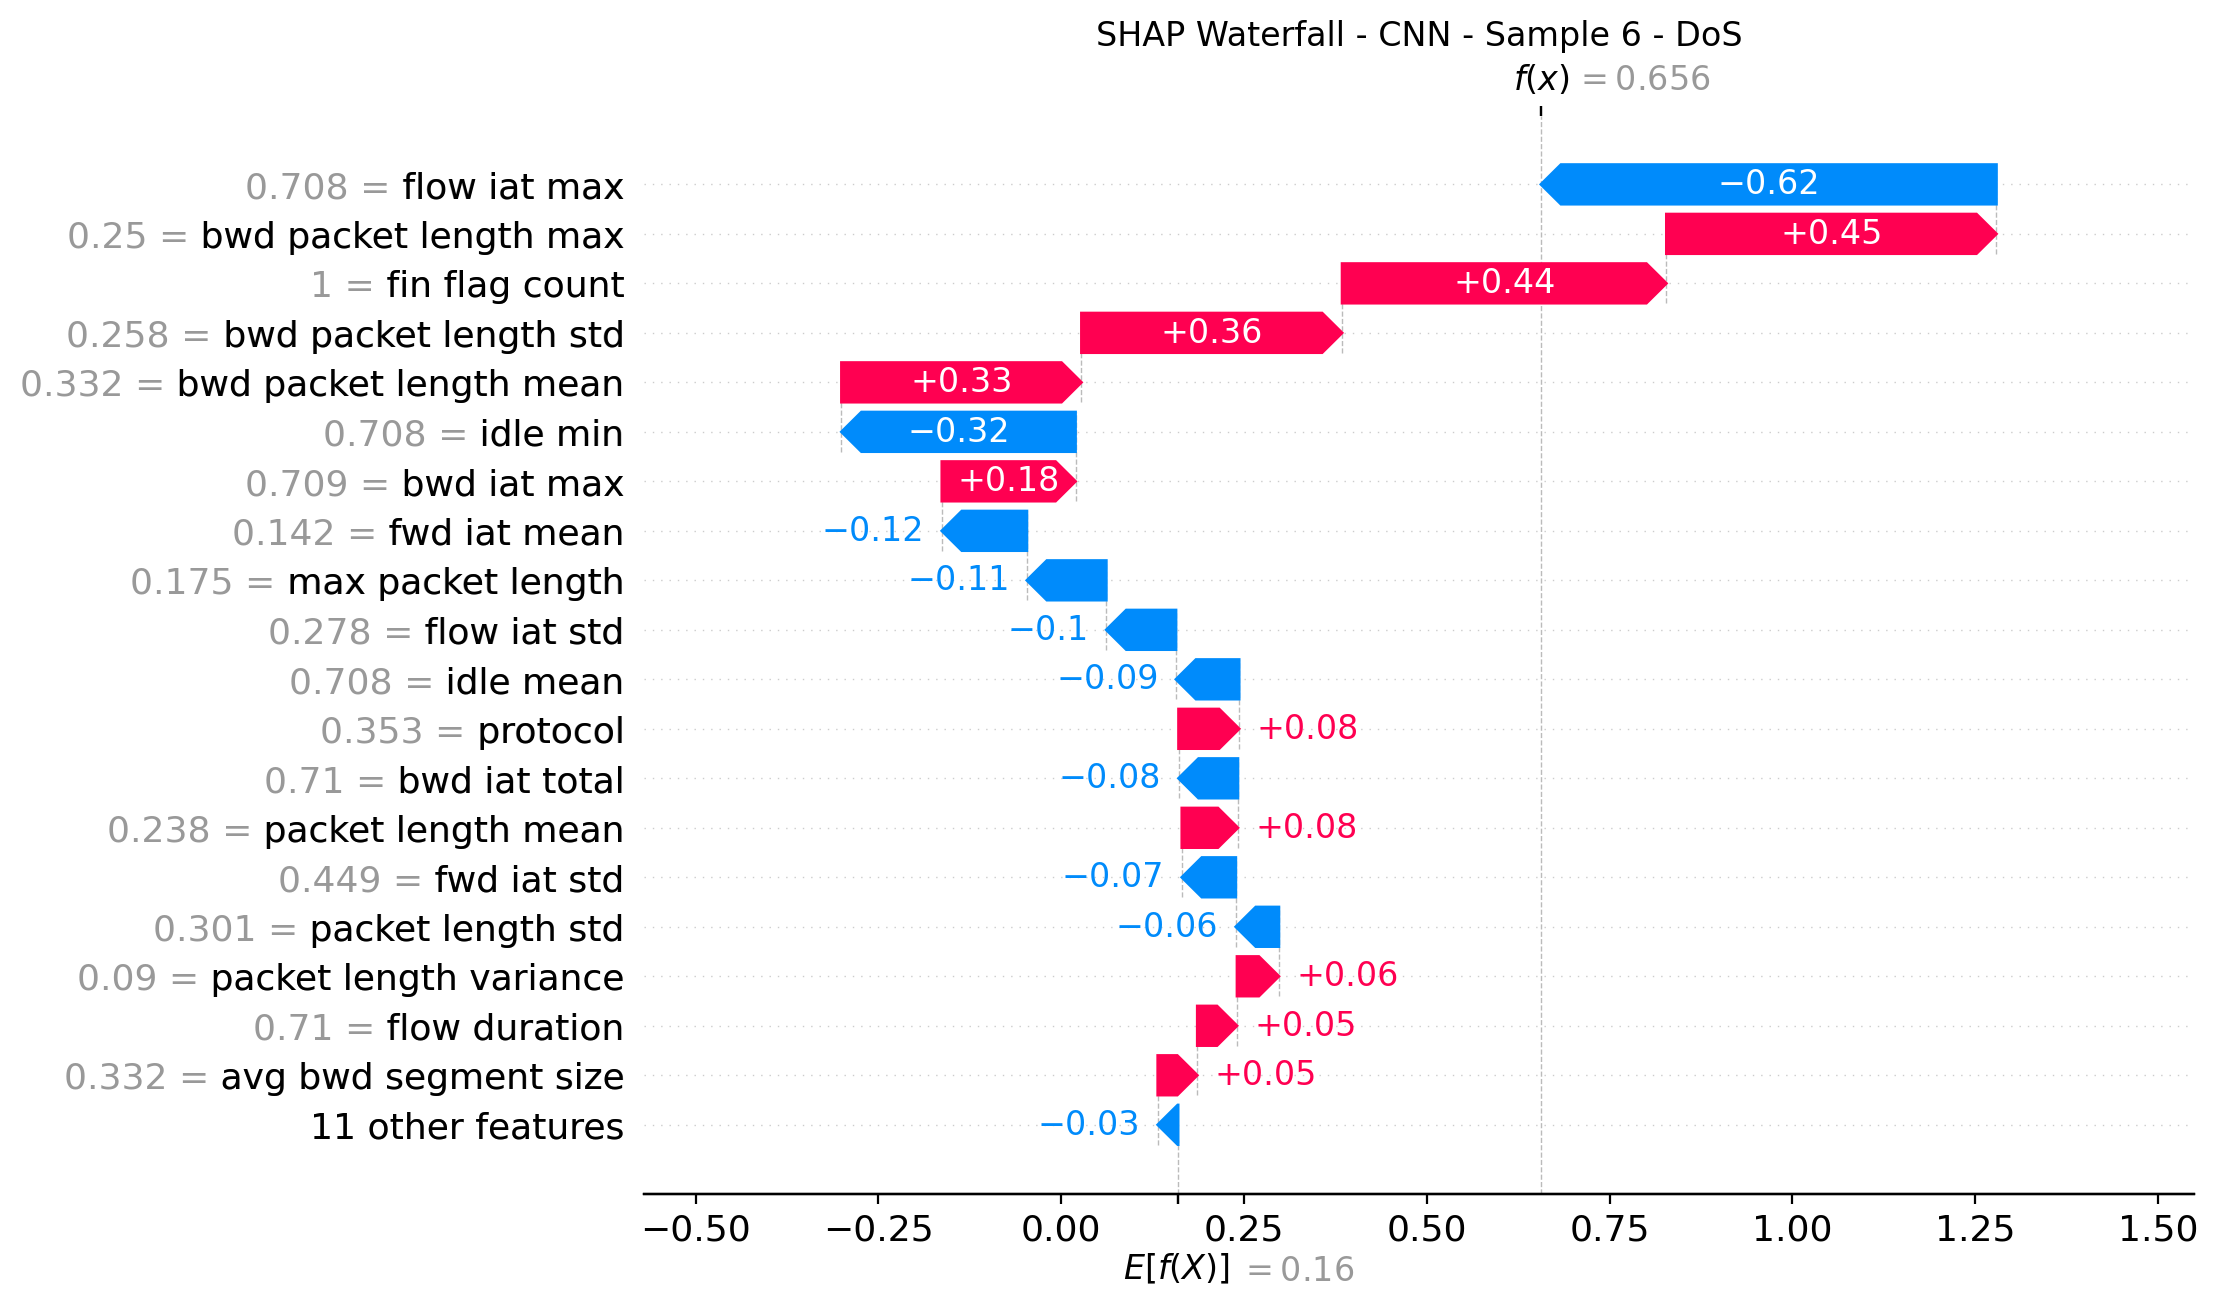 SHAP Waterfall - CNN - Sample 6 - DoS
f(x) = 0.656
0.708 = flow iat max −0.62
0.25 = bwd packet length max +0.45
1 = fin flag count +0.44
0.258 = bwd packet length std +0.36
0.332 = bwd packet length mean +0.33
0.708 = idle min −0.32
0.709 = bwd iat max +0.18
0.142 = fwd iat mean −0.12
0.175 = max packet length −0.11
0.278 = flow iat std −0.1
0.708 = idle mean −0.09
0.353 = protocol +0.08
0.71 = bwd iat total −0.08
0.238 = packet length mean +0.08
0.449 = fwd iat std −0.07
0.301 = packet length std −0.06
0.09 = packet length variance +0.06
0.71 = flow duration +0.05
0.332 = avg bwd segment size +0.05
11 other features −0.03
−0.50 −0.25 0.00 0.25 0.50 0.75 1.00 1.25 1.50
E[f(X)] = 0.16